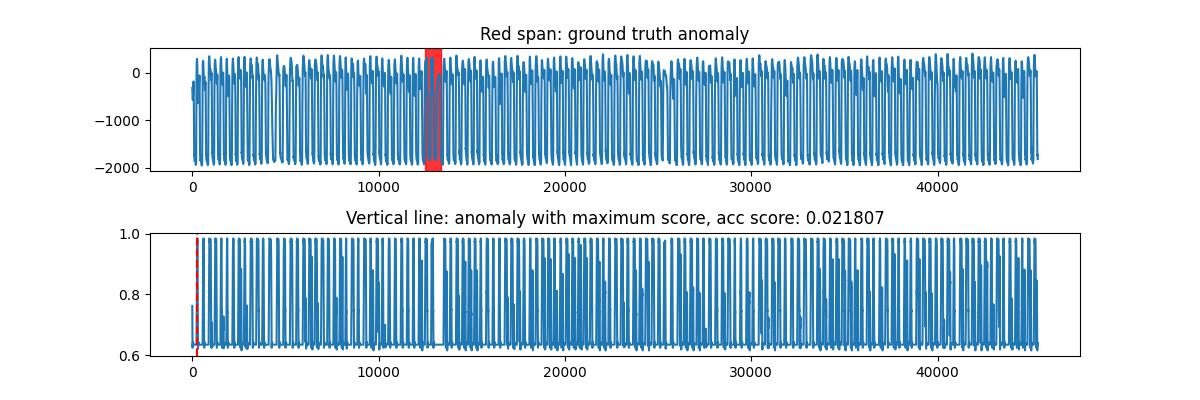 Red span: ground truth anomaly
0
−1000
−2000
0 10000 20000 30000 40000
Vertical line: anomaly with maximum score, acc score: 0.021807
1.0
0.8
0.6
0 10000 20000 30000 40000